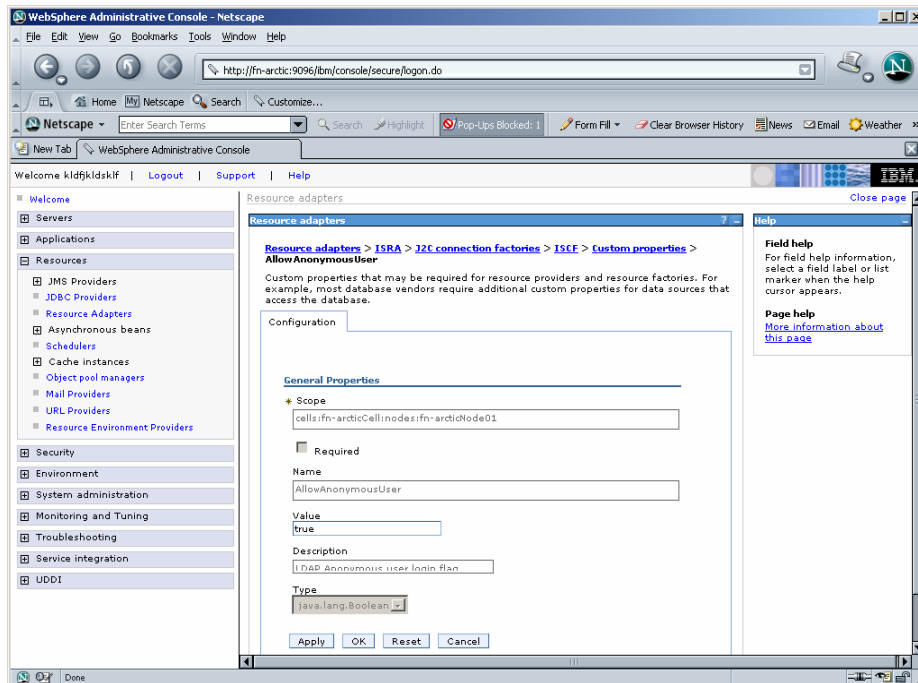 WebSphere Administrative Console - Netscape
File Edit View Go Bookmarks Tools Window Help
http://fn-arctic:9096/ibm/console/secure/logon.do
Home My Netscape Search Customize...
Netscape Enter Search Terms Search Highlight Pop-Ups Blocked: 1 Form Fill Clear Browser History News Email Weather »
New Tab WebSphere Administrative Console
Welcome kldfjkldsklf | Logout | Support | Help
IBM.
Welcome
Servers
Applications
Resources
JMS Providers
JDBC Providers
Resource Adapters
Asynchronous beans
Schedulers
Cache instances
Object pool managers
Mail Providers
URL Providers
Resource Environment Providers
Security
Environment
System administration
Monitoring and Tuning
Troubleshooting
Service integration
UDDI
Resource adapters
Close page
Resource adapters ? _
Resource adapters > ISRA > J2C connection factories > ISCF > Custom properties >
AllowAnonymousUser
Custom properties that may be required for resource providers and resource factories. For
example, most database vendors require additional custom properties for data sources that
access the database.
Configuration
General Properties
* Scope
cells:fn-arcticCell:nodes:fn-arcticNode01
Required
Name
AllowAnonymousUser
Value
true
Description
LDAP Anonymous user login flag
Type
java.lang.Boolean
Apply OK Reset Cancel
Help
Field help
For field help information,
select a field label or list
marker when the help
cursor appears.
Page help
More information about
this page
Done